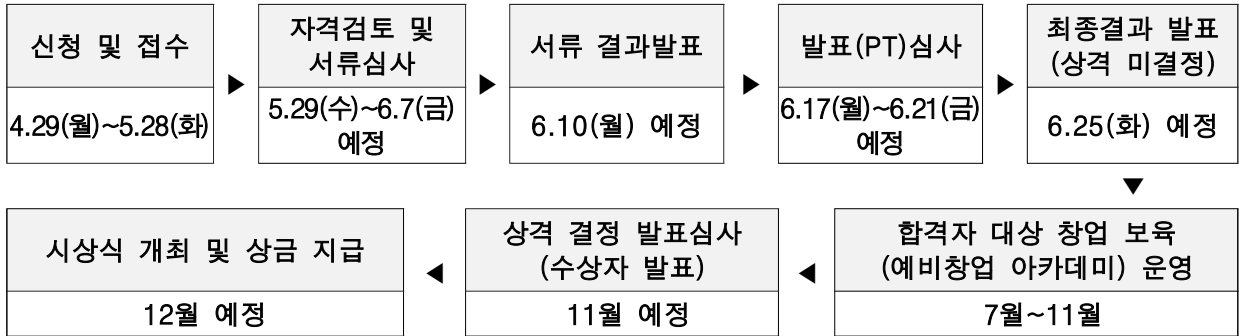 신청 및 접수
4.29(월)~5.28(화)
▶
자격검토 및
서류심사
5.29(수)~6.7(금)
예정
▶
서류 결과발표
6.10(월) 예정
▶
발표(PT)심사
6.17(월)~6.21(금)
예정
▶
최종결과 발표
(상격 미결정)
6.25(화) 예정
▼
합격자 대상 창업 보육
(예비창업 아카데미) 운영
7월~11월
◀
상격 결정 발표심사
(수상자 발표)
11월 예정
◀
시상식 개최 및 상금 지급
12월 예정